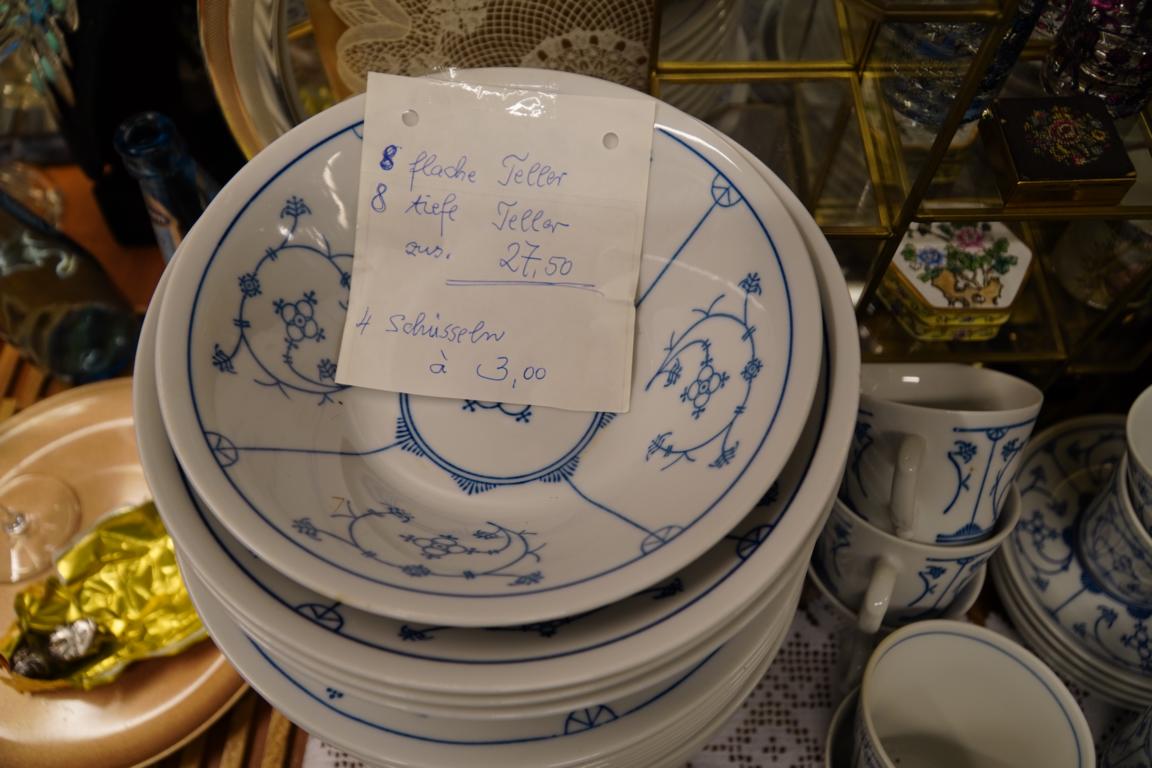 8 flache Teller
8 tiefe Teller
zus. 27,50
4 Schüsseln
à 3,00